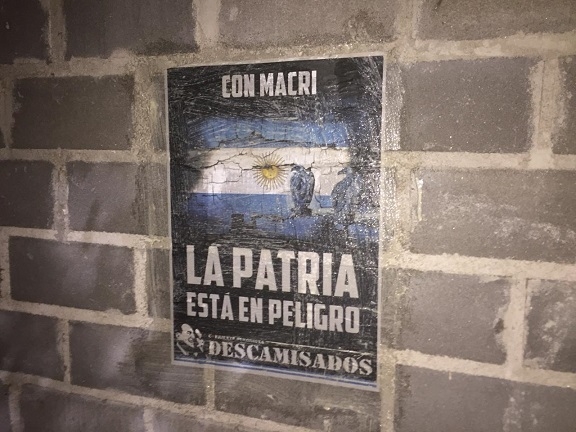 CON MACRI
LA PATRIA
ESTÁ EN PELIGRO
DESCAMISADOS